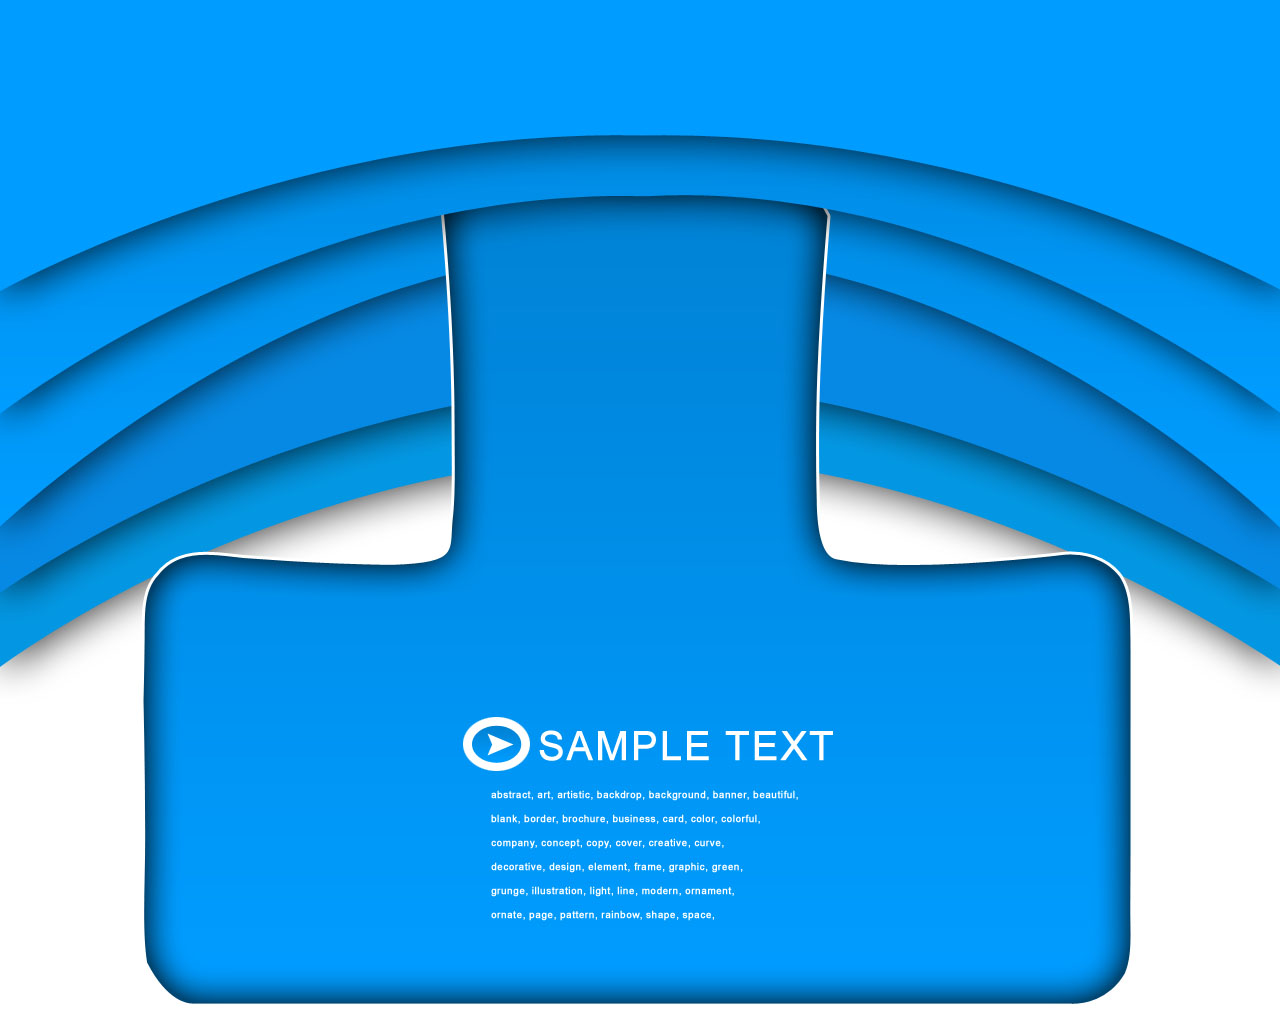 SAMPLE TEXT
abstract, art, artistic, backdrop, background, banner, beautiful,
blank, border, brochure, business, card, color, colorful,
company, concept, copy, cover, creative, curve,
decorative, design, element, frame, graphic, green,
grunge, illustration, light, line, modern, ornament,
ornate, page, pattern, rainbow, shape, space,